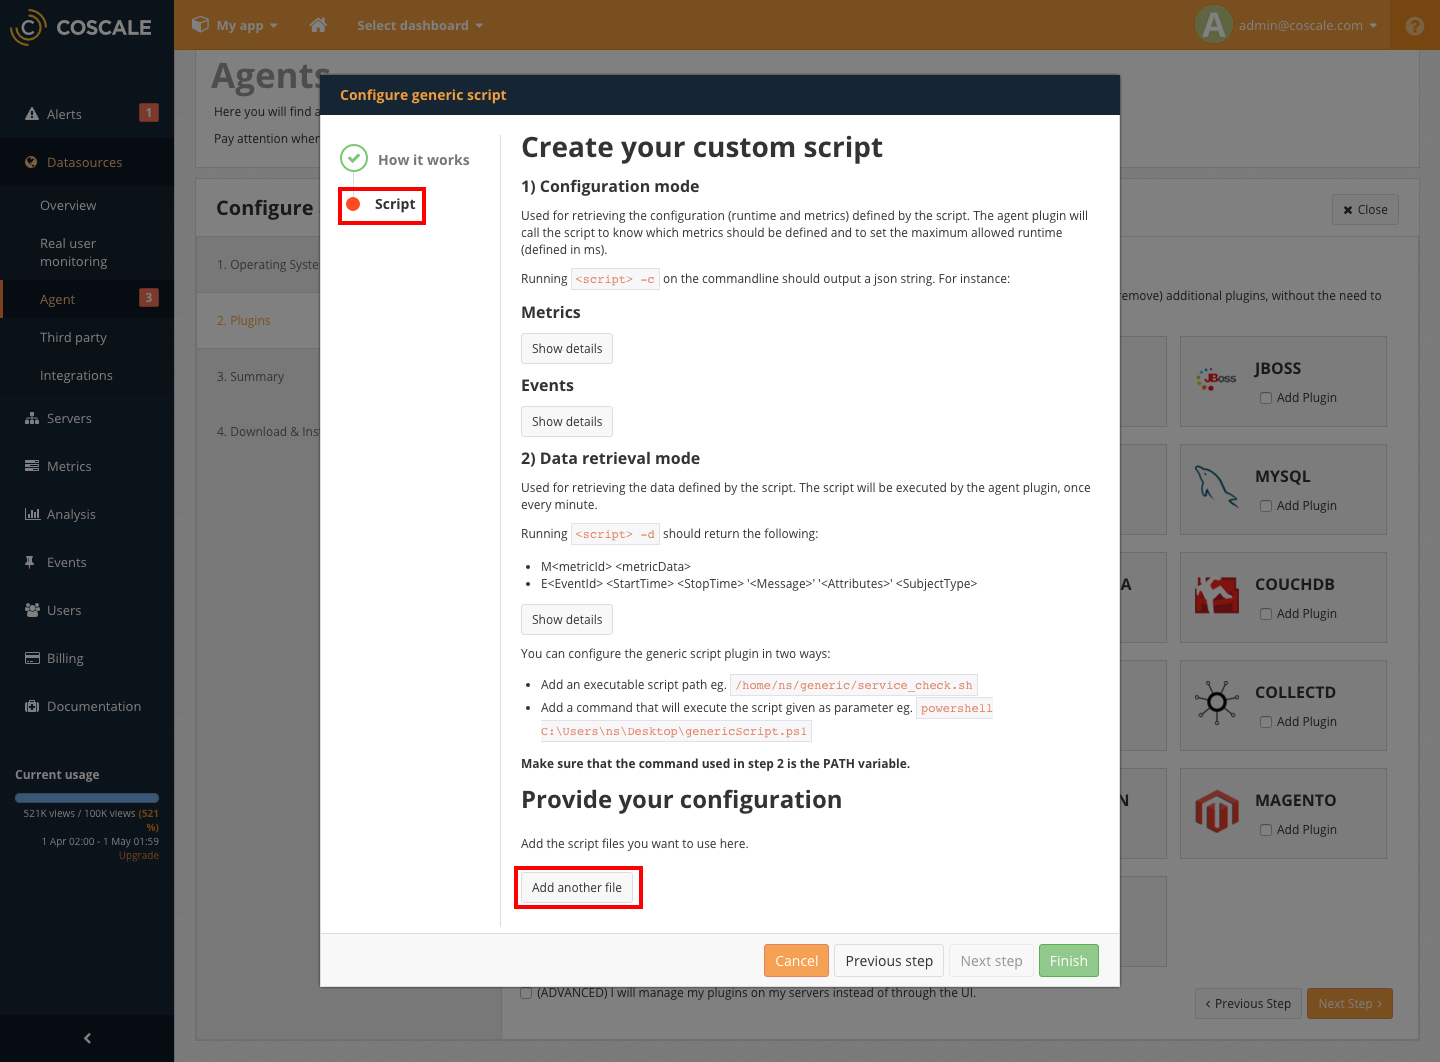 COSCALE
My app
Select dashboard
A
admin@coscale.com
?
Alerts
1
Datasources
Overview
Real user
monitoring
Agent
3
Third party
Integrations
Servers
Metrics
Analysis
Events
Users
Billing
Documentation
Current usage
521K views / 100K views (521
%)
1 Apr 02:00 - 1 May 01:59
Upgrade
Agents
Here you will find a
Pay attention when
Configure
Close
1. Operating Syste
2. Plugins
3. Summary
4. Download & Ins
remove) additional plugins, without the need to
JBoss
JBOSS
Add Plugin
MYSQL
Add Plugin
A
COUCHDB
Add Plugin
COLLECTD
Add Plugin
N
MAGENTO
Add Plugin
Configure generic script
How it works
Script
Create your custom script
1) Configuration mode
Used for retrieving the configuration (runtime and metrics) defined by the script. The agent plugin will
call the script to know which metrics should be defined and to set the maximum allowed runtime
(defined in ms).
Running <script> -c on the commandline should output a json string. For instance:
Metrics
Show details
Events
Show details
2) Data retrieval mode
Used for retrieving the data defined by the script. The script will be executed by the agent plugin, once
every minute.
Running <script> -d should return the following:
• M<metricId> <metricData>
• E<EventId> <StartTime> <StopTime> '<Message>' '<Attributes>' <SubjectType>
Show details
You can configure the generic script plugin in two ways:
• Add an executable script path eg. /home/ns/generic/service_check.sh
• Add a command that will execute the script given as parameter eg. powershell
C:\Users\ns\Desktop\genericScript.ps1
Make sure that the command used in step 2 is the PATH variable.
Provide your configuration
Add the script files you want to use here.
Add another file
Cancel
Previous step
Next step
Finish
(ADVANCED) I will manage my plugins on my servers instead of through the UI.
Previous Step
Next Step